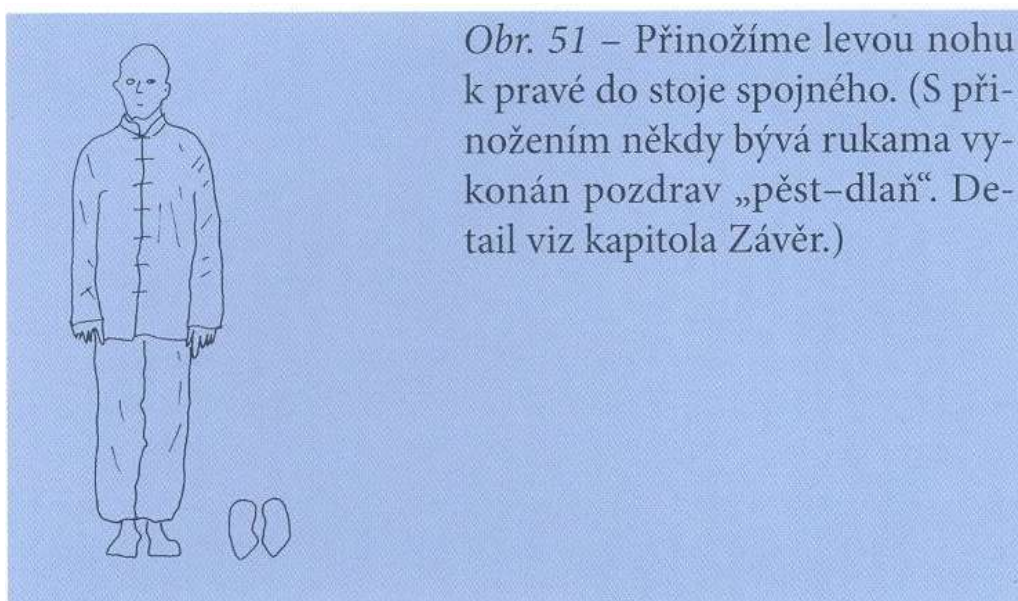 Obr. 51 – Přinožíme levou nohu
k pravé do stoje spojného. (S při-
nožením někdy bývá rukama vy-
konán pozdrav „pěst–dlaň“. De-
tail viz kapitola Závěr.)